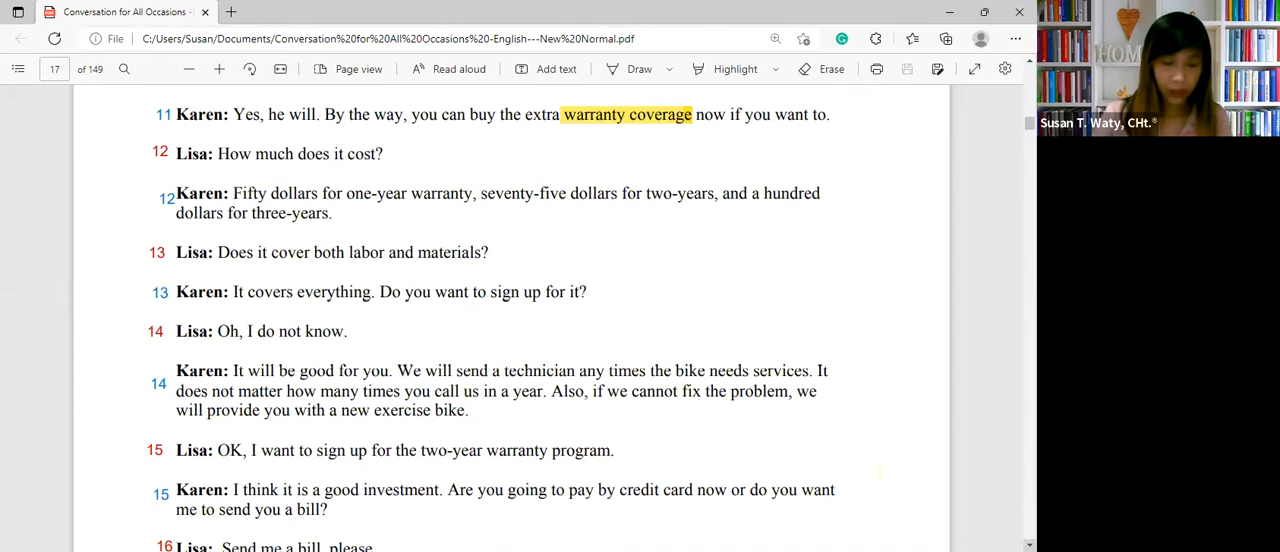 Conversation for All Occasions -
File C:/Users/Susan/Documents/Conversation%20for%20All%20Occasions%20-English---New%20Normal.pdf
17 of 149 Page view Read aloud Add text Draw Highlight Erase
11 Karen: Yes, he will. By the way, you can buy the extra warranty coverage now if you want to.
12 Lisa: How much does it cost?
12 Karen: Fifty dollars for one-year warranty, seventy-five dollars for two-years, and a hundred
dollars for three-years.
13 Lisa: Does it cover both labor and materials?
13 Karen: It covers everything. Do you want to sign up for it?
14 Lisa: Oh, I do not know.
Karen: It will be good for you. We will send a technician any times the bike needs services. It
14 does not matter how many times you call us in a year. Also, if we cannot fix the problem, we
will provide you with a new exercise bike.
15 Lisa: OK, I want to sign up for the two-year warranty program.
15 Karen: I think it is a good investment. Are you going to pay by credit card now or do you want
me to send you a bill?
16 Lisa: Send me a bill, please
HOM
Susan T. Waty, CHt.®